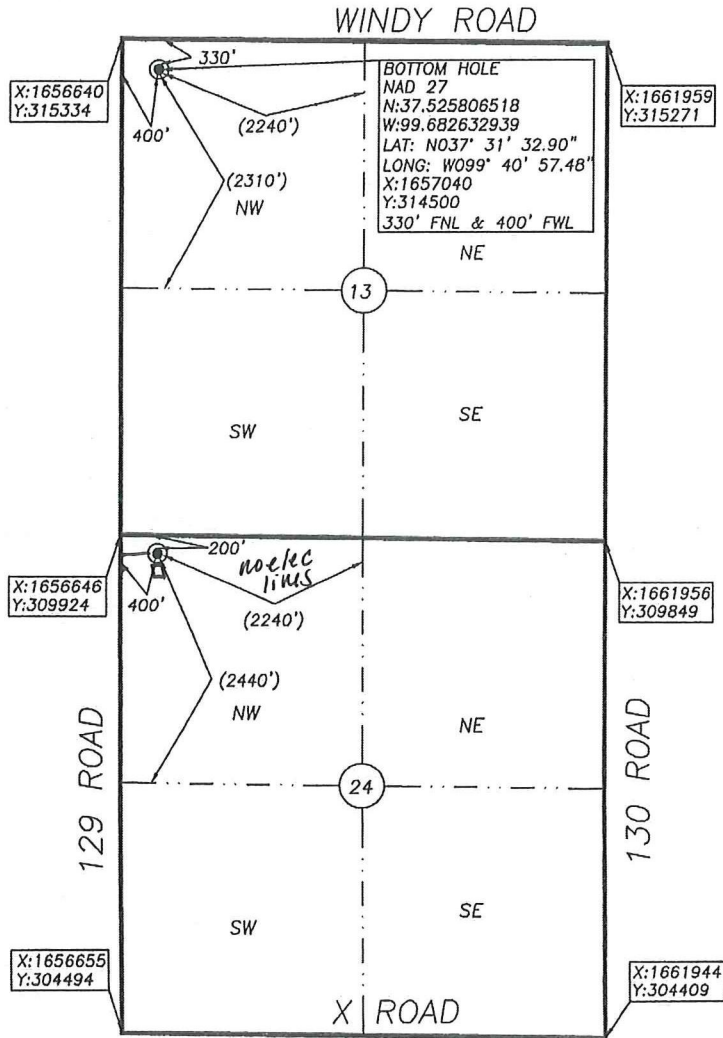 WINDY ROAD
X:1656640
Y:315334
330'
400'
(2240')
(2310')
NW
BOTTOM HOLE
NAD 27
N:37.525806518
W:99.682632939
LAT: N037° 31' 32.90"
LONG: W099° 40' 57.48"
X:1657040
Y:314500
330' FNL & 400' FWL
X:1661959
Y:315271
NE
13
SW
SE
X:1656646
Y:309924
200'
400'
no elec
lines
(2240')
(2440')
NW
X:1661956
Y:309849
NE
129 ROAD
130 ROAD
24
SW
SE
X:1656655
Y:304494
X ROAD
X:1661944
Y:304409